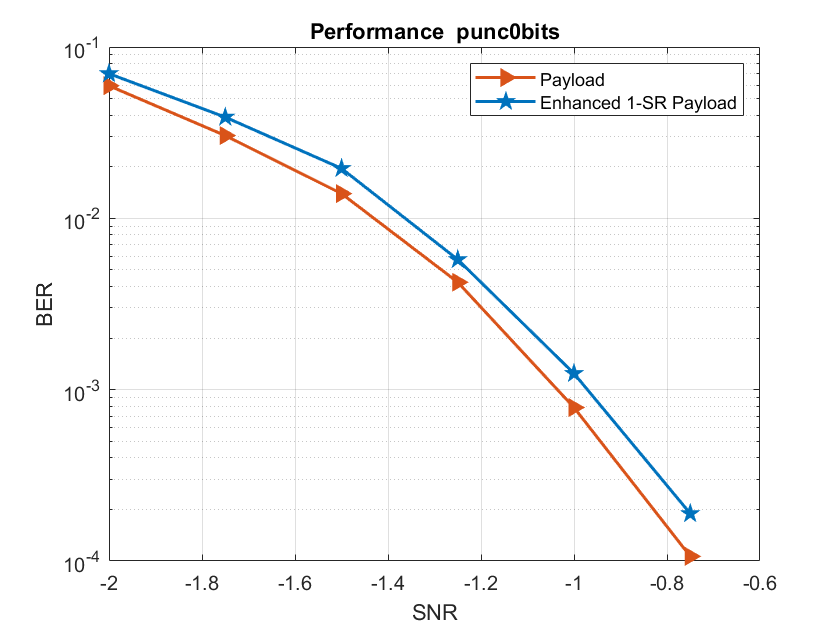 Performance  punc0bits
Payload
Enhanced 1-SR Payload
10^-1
10^-2
10^-3
10^-4
BER
-2 -1.8 -1.6 -1.4 -1.2 -1 -0.8 -0.6
SNR